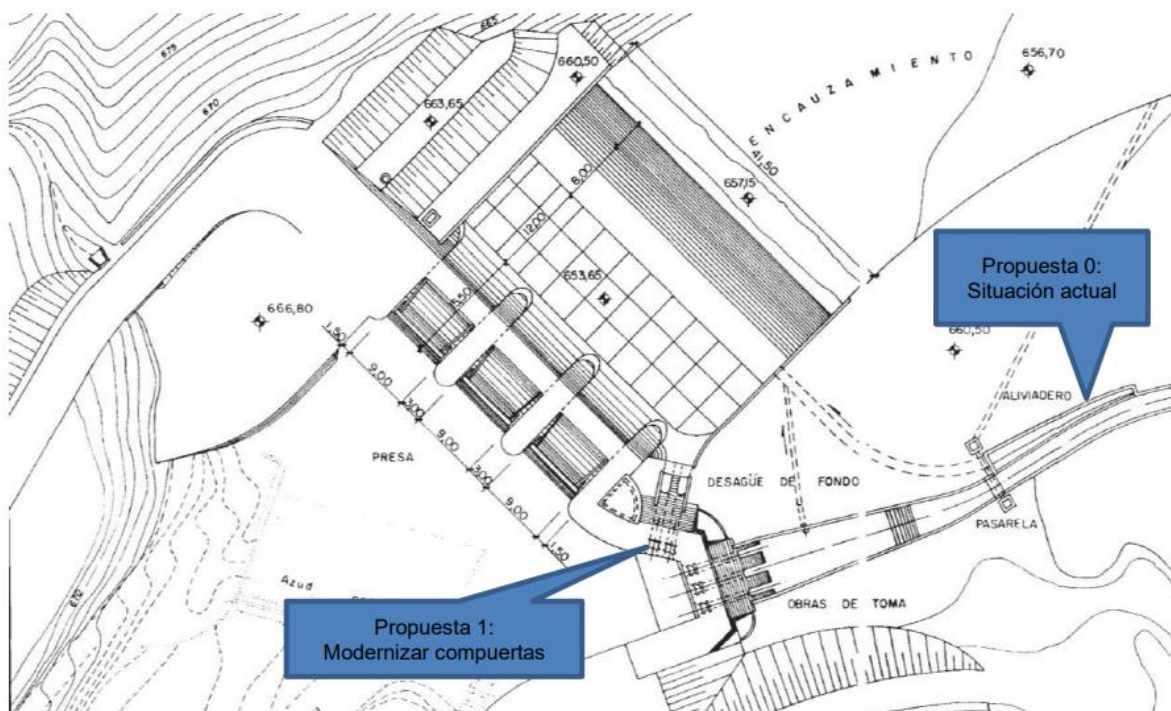 675
670
665
660,50
663,65
ENCAUZAMIENTO
656,70
41,50
8,00
657,15
12,00
653,65
666,80
Propuesta 0:
Situación actual
660,50
ALIVIADERO
1,50
9,00
3,00
9,00
3,00
9,00
1,50
PRESA
DESAGÜE DE FONDO
PASARELA
OBRAS DE TOMA
670
Azud
Propuesta 1:
Modernizar compuertas